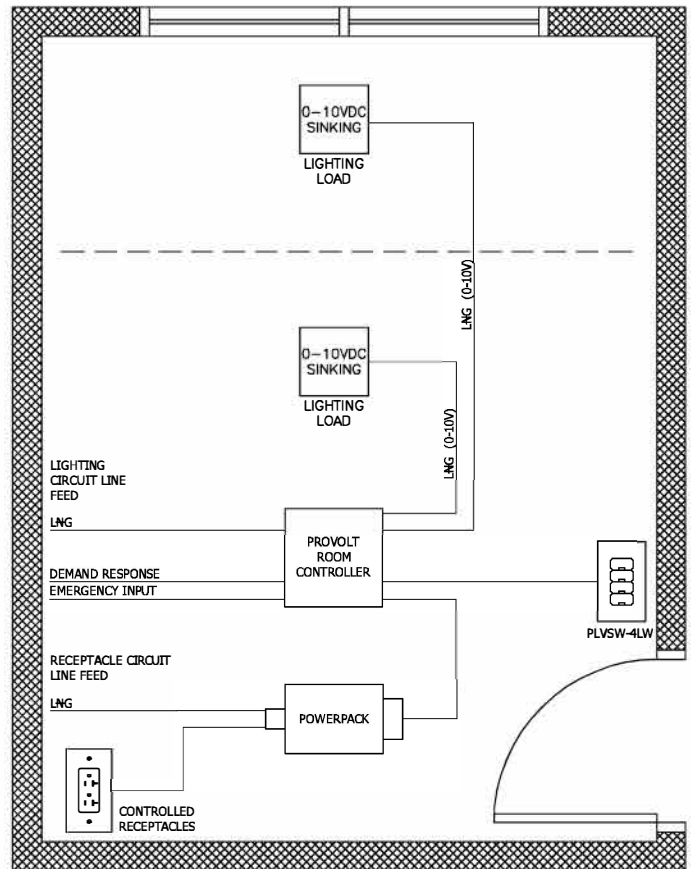 0-10VDC
SINKING
LIGHTING
LOAD
LNG (0-10V)
0-10VDC
SINKING
LIGHTING
LOAD
LNG (0-10V)
LIGHTING
CIRCUIT LINE
FEED
LNG
PROVOLT
ROOM
CONTROLLER
DEMAND RESPONSE
EMERGENCY INPUT
PLVSW-4LW
RECEPTACLE CIRCUIT
LINE FEED
LNG
POWERPACK
CONTROLLED
RECEPTACLES